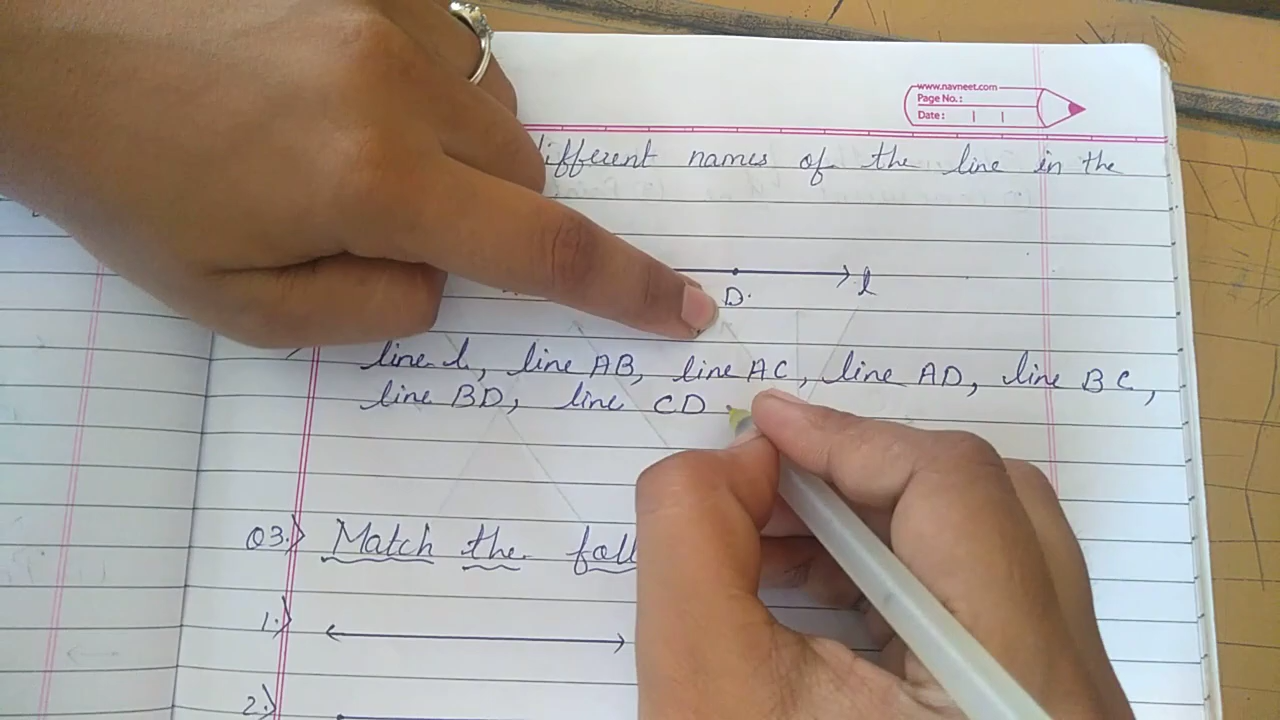 www.navneet.com
Page No.:
Date:
ifferent names of the line in the
l
D.
line l, line AB, line AC, line AD, line BC,
line BD, line CD
Q3.) Match the foll
1.)
2.)